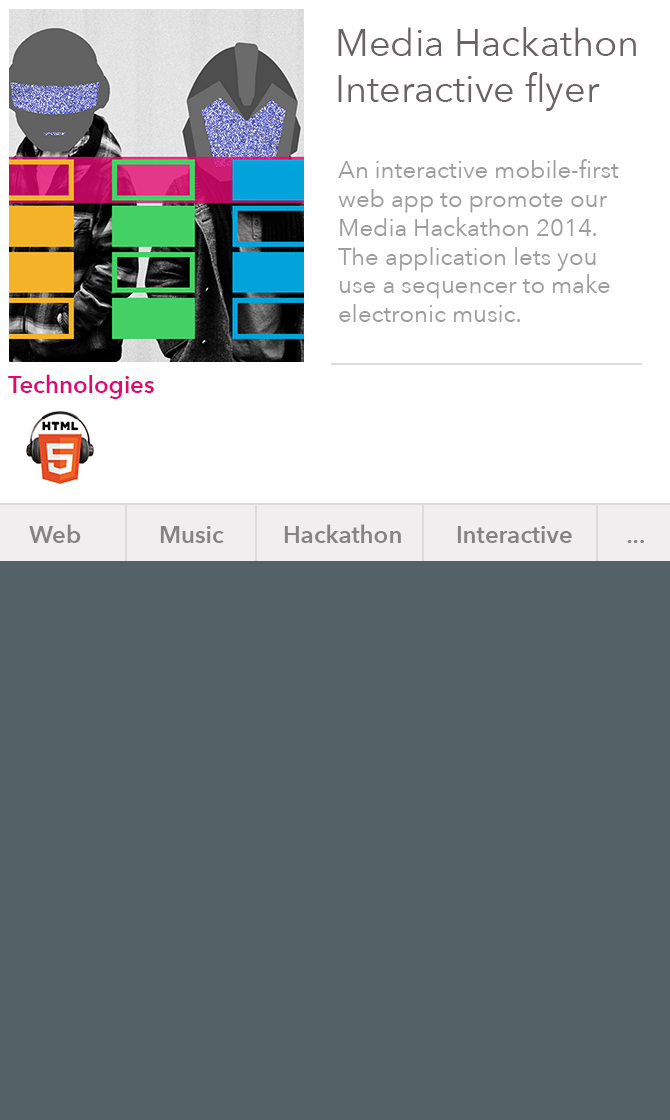 Media Hackathon
Interactive flyer
An interactive mobile-first
web app to promote our
Media Hackathon 2014.
The application lets you
use a sequencer to make
electronic music.
Technologies
HTML
5
Web
Music
Hackathon
Interactive
...